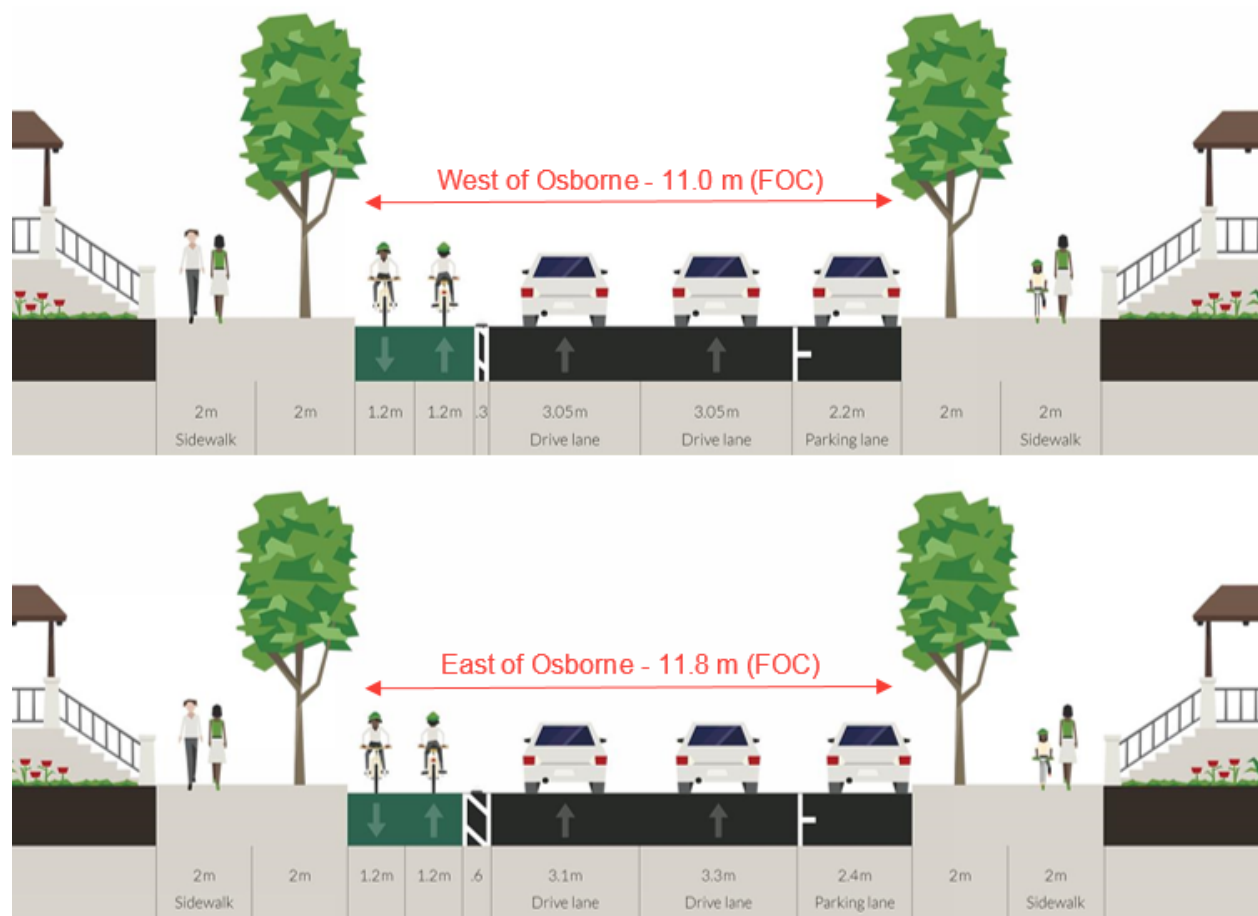 West of Osborne - 11.0 m (FOC)
2m 2m 1.2m 1.2m .3 3.05m 3.05m 2.2m 2m 2m
Sidewalk Drive lane Drive lane Parking lane Sidewalk
East of Osborne - 11.8 m (FOC)
2m 2m 1.2m 1.2m .6 3.1m 3.3m 2.4m 2m 2m
Sidewalk Drive lane Drive lane Parking lane Sidewalk